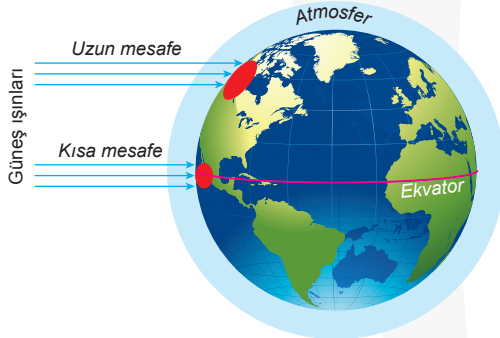 Atmosfer
Uzun mesafe
Güneş ışınları
Kısa mesafe
Ekvator